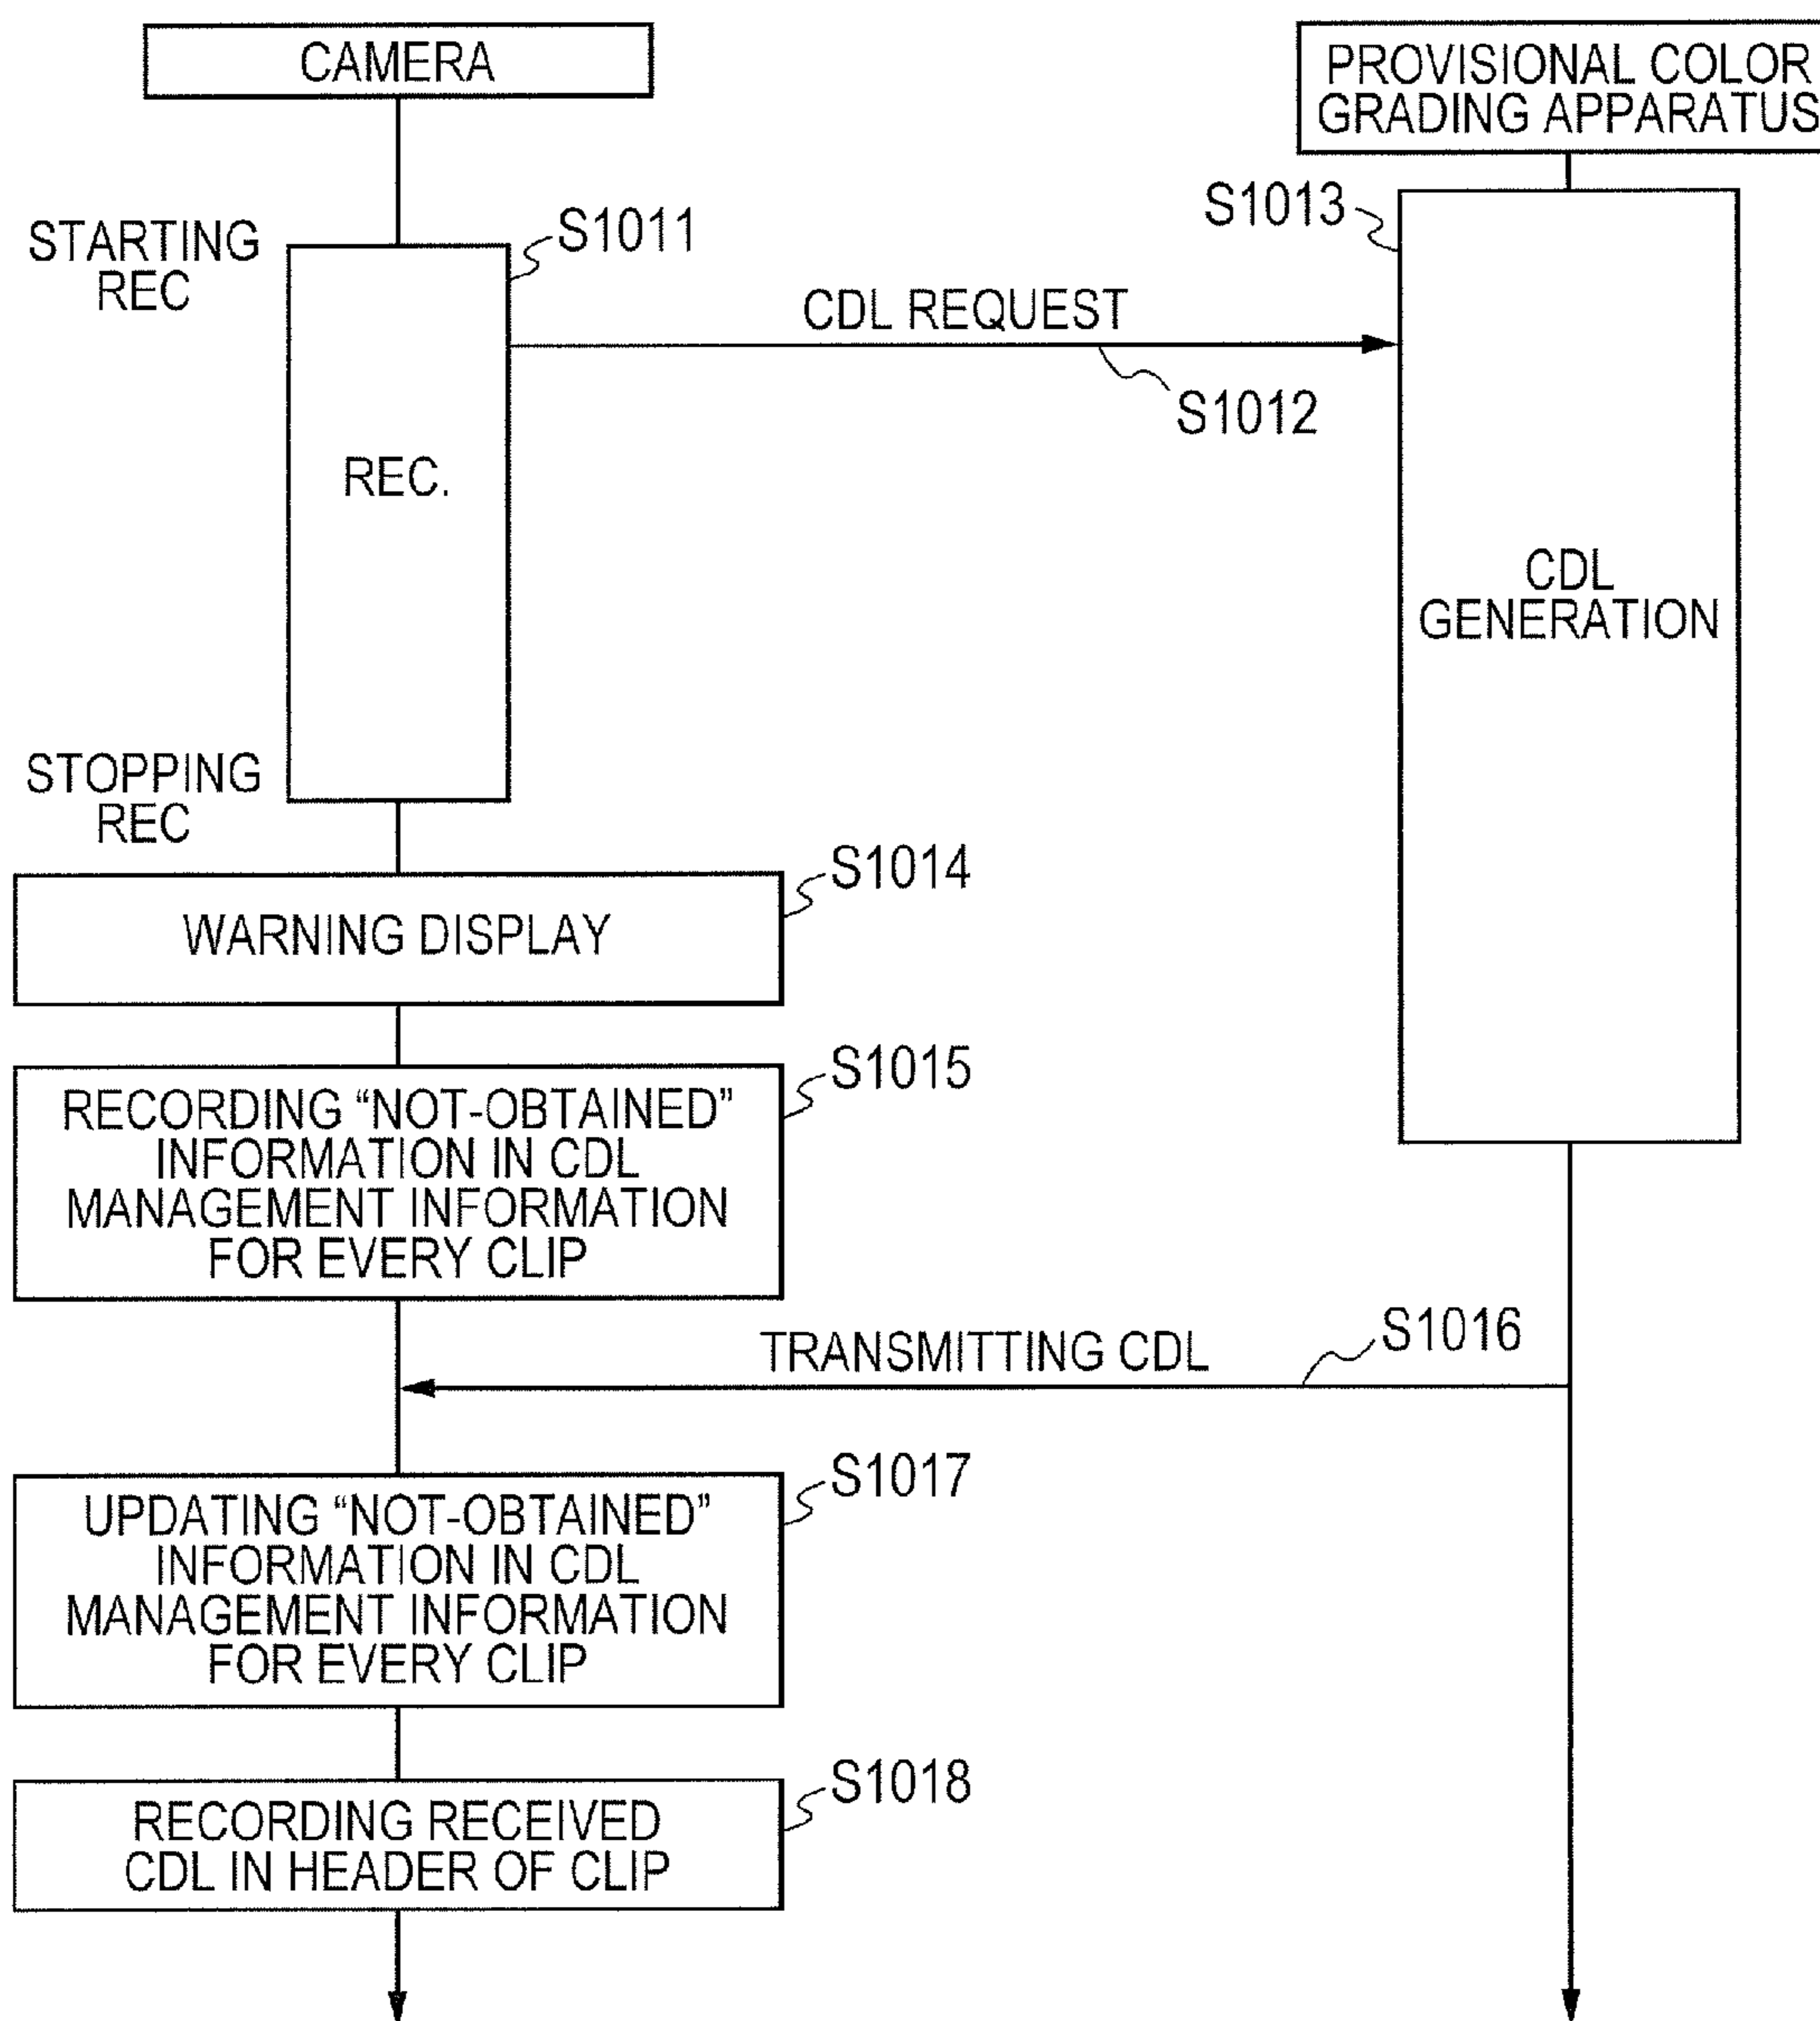 CAMERA
PROVISIONAL COLOR
GRADING APPARATUS
STARTING
REC
S1011
S1013
CDL REQUEST
S1012
REC.
CDL
GENERATION
STOPPING
REC
S1014
WARNING DISPLAY
S1015
RECORDING “NOT-OBTAINED”
INFORMATION IN CDL
MANAGEMENT INFORMATION
FOR EVERY CLIP
TRANSMITTING CDL
S1016
S1017
UPDATING “NOT-OBTAINED”
INFORMATION IN CDL
MANAGEMENT INFORMATION
FOR EVERY CLIP
S1018
RECORDING RECEIVED
CDL IN HEADER OF CLIP